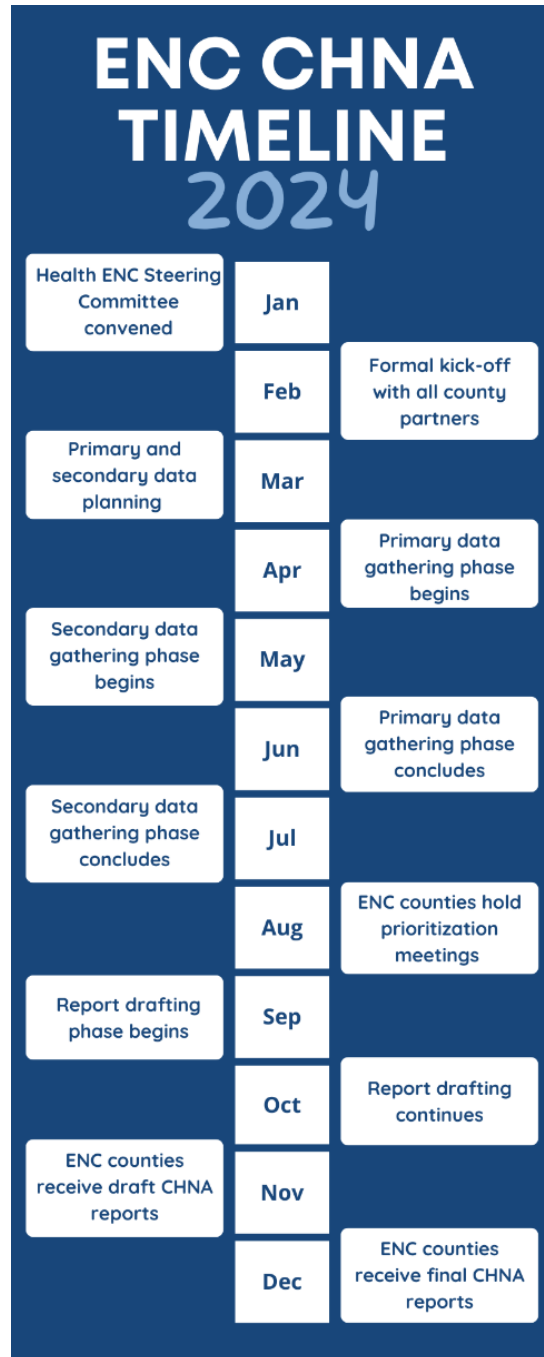 ENC CHNA
TIMELINE
2024
Health ENC Steering
Committee
convened
Jan
Feb
Formal kick-off
with all county
partners
Primary and
secondary data
planning
Mar
Apr
Primary data
gathering phase
begins
Secondary data
gathering phase
begins
May
Jun
Primary data
gathering phase
concludes
Secondary data
gathering phase
concludes
Jul
Aug
ENC counties hold
prioritization
meetings
Report drafting
phase begins
Sep
Oct
Report drafting
continues
ENC counties
receive draft CHNA
reports
Nov
Dec
ENC counties
receive final CHNA
reports